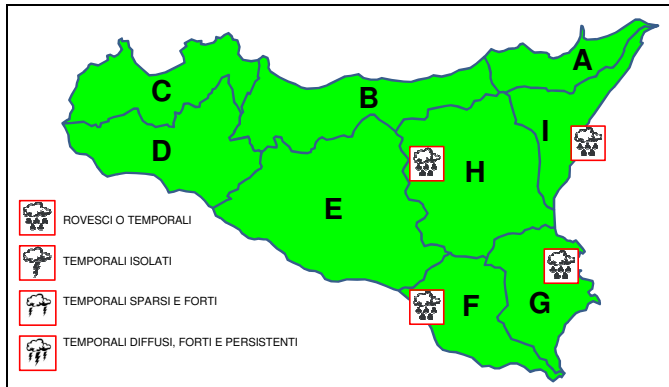 A
C
B
I
D
H
E
F
G
ROVESCI O TEMPORALI
TEMPORALI ISOLATI
TEMPORALI SPARSI E FORTI
TEMPORALI DIFFUSI, FORTI E PERSISTENTI